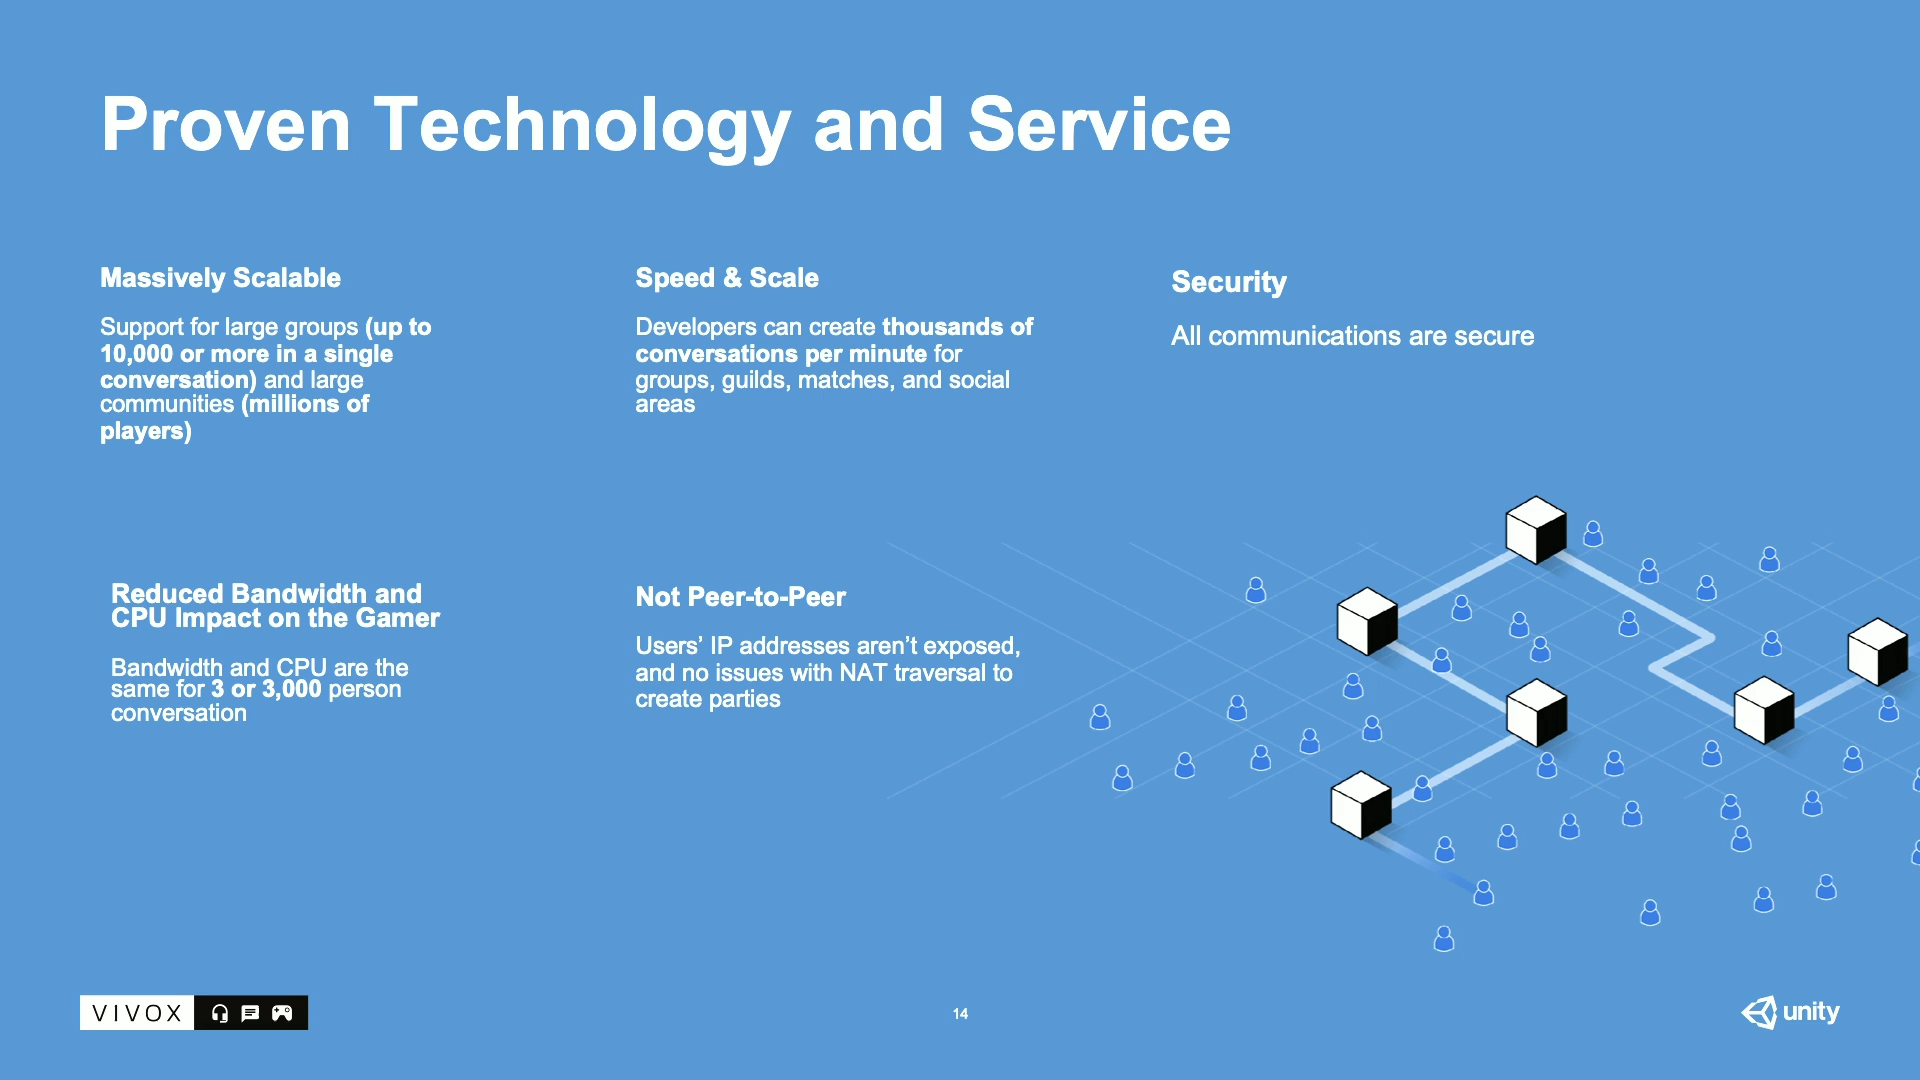 Proven Technology and Service
Massively Scalable
Support for large groups (up to
10,000 or more in a single
conversation) and large
communities (millions of
players)
Speed & Scale
Developers can create thousands of
conversations per minute for
groups, guilds, matches, and social
areas
Security
All communications are secure
Reduced Bandwidth and
CPU Impact on the Gamer
Bandwidth and CPU are the
same for 3 or 3,000 person
conversation
Not Peer-to-Peer
Users’ IP addresses aren’t exposed,
and no issues with NAT traversal to
create parties
VIVOX
14
unity